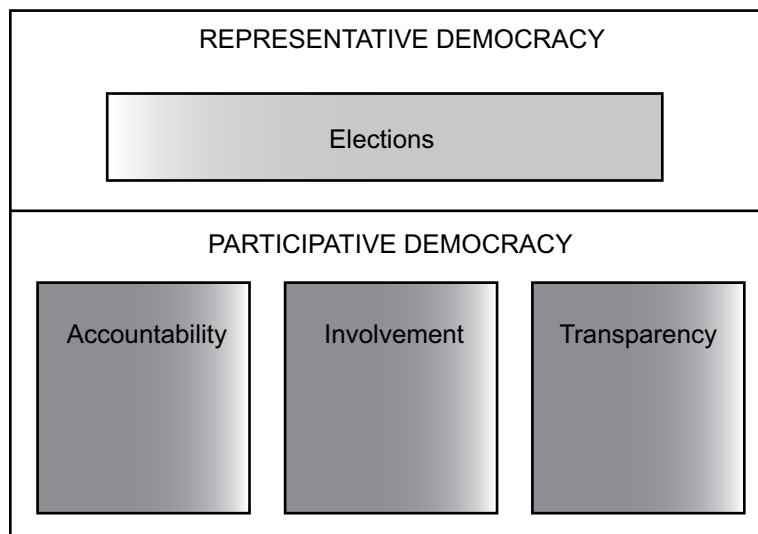 REPRESENTATIVE DEMOCRACY
Elections
PARTICIPATIVE DEMOCRACY
Accountability
Involvement
Transparency